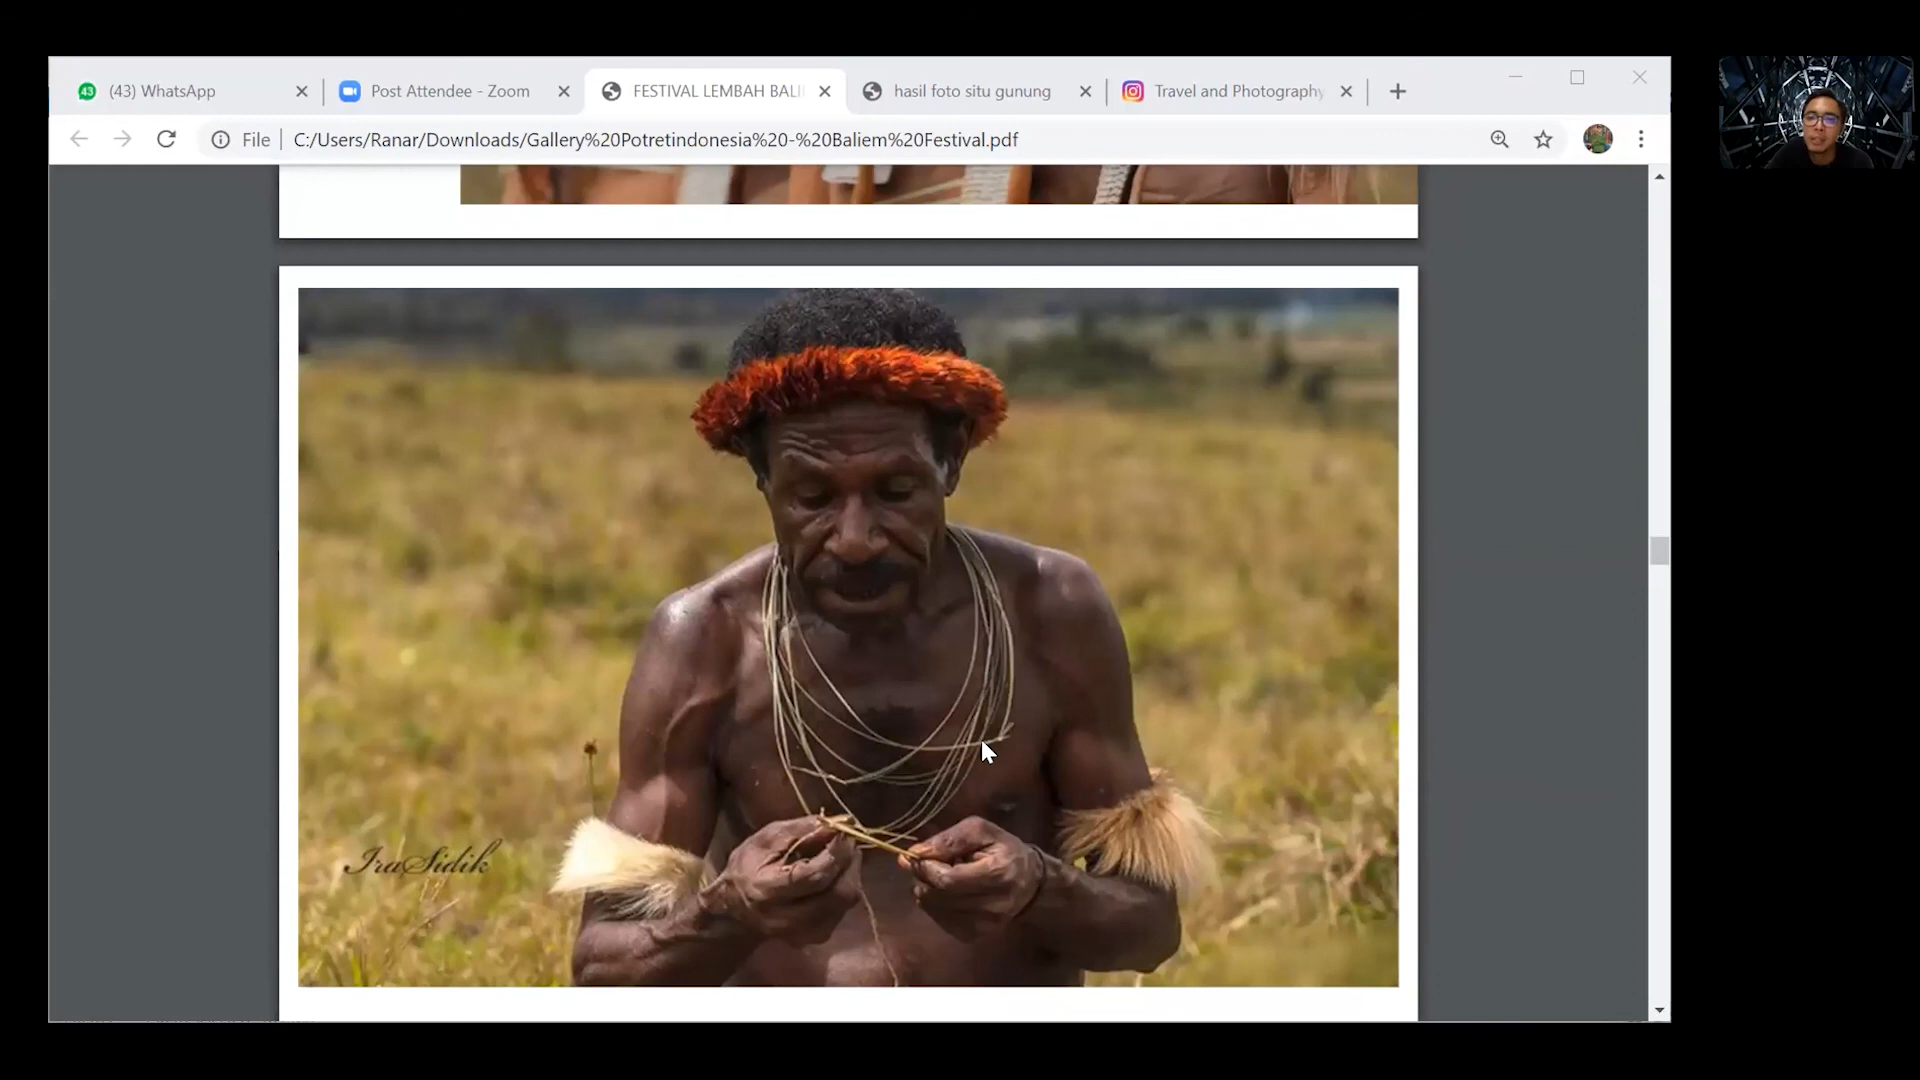 43 (43) WhatsApp
Post Attendee - Zoom
FESTIVAL LEMBAH BALI
hasil foto situ gunung
Travel and Photography
File C:/Users/Ranar/Downloads/Gallery%20Potretindonesia%20-%20Baliem%20Festival.pdf
IraSidik